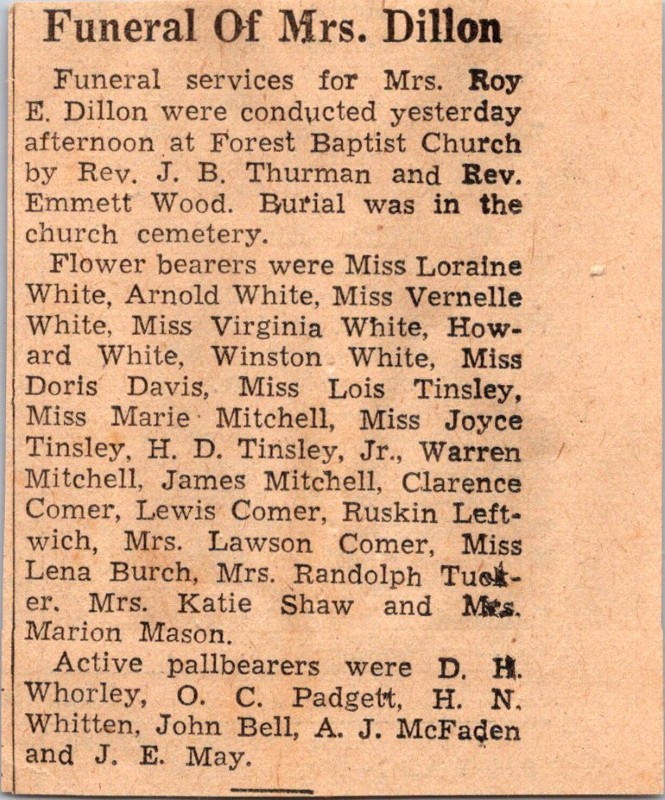 Funeral Of Mrs. Dillon
Funeral services for Mrs. Roy
E. Dillon were conducted yesterday
afternoon at Forest Baptist Church
by Rev. J. B. Thurman and Rev.
Emmett Wood. Burial was in the
church cemetery.
Flower bearers were Miss Loraine
White, Arnold White, Miss Vernelle
White, Miss Virginia White, How-
ard White, Winston White, Miss
Doris Davis, Miss Lois Tinsley,
Miss Marie Mitchell, Miss Joyce
Tinsley, H. D. Tinsley, Jr., Warren
Mitchell, James Mitchell, Clarence
Comer, Lewis Comer, Ruskin Left-
wich, Mrs. Lawson Comer, Miss
Lena Burch, Mrs. Randolph Tuck-
er. Mrs. Katie Shaw and Mrs.
Marion Mason.
Active pallbearers were D. H.
Whorley, O. C. Padgett, H. N.
Whitten, John Bell, A. J. McFaden
and J. E. May.